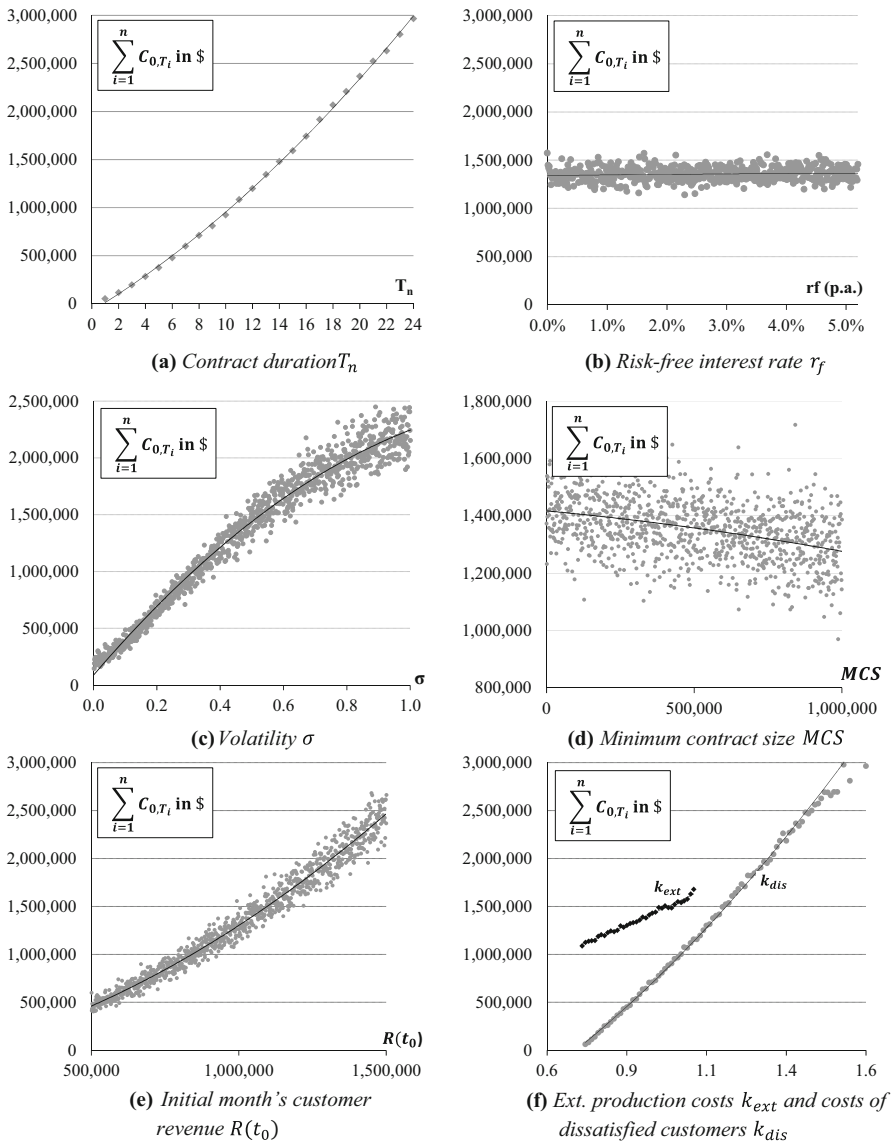 3,000,000
2,500,000
2,000,000
1,500,000
1,000,000
500,000
0
n
∑ C0,Ti in $
i=1
Tn
0 2 4 6 8 10 12 14 16 18 20 22 24
(a) Contract durationTn
3,000,000
2,500,000
2,000,000
1,500,000
1,000,000
500,000
0
n
∑ C0,Ti in $
i=1
rf (p.a.)
0.0% 1.0% 2.0% 3.0% 4.0% 5.0%
(b) Risk-free interest rate rf
2,500,000
2,000,000
1,500,000
1,000,000
500,000
0
n
∑ C0,Ti in $
i=1
σ
0.0 0.2 0.4 0.6 0.8 1.0
(c) Volatility σ
1,800,000
1,600,000
1,400,000
1,200,000
1,000,000
800,000
n
∑ C0,Ti in $
i=1
MCS
0 500,000 1,000,000
(d) Minimum contract size MCS
3,000,000
2,500,000
2,000,000
1,500,000
1,000,000
500,000
0
n
∑ C0,Ti in $
i=1
R(t0)
500,000 1,000,000 1,500,000
(e) Initial month's customer
revenue R(t0)
3,000,000
2,500,000
2,000,000
1,500,000
1,000,000
500,000
0
n
∑ C0,Ti in $
i=1
kext
kdis
0.6 0.9 1.1 1.4 1.6
(f) Ext. production costs kext and costs of
dissatisfied customers kdis